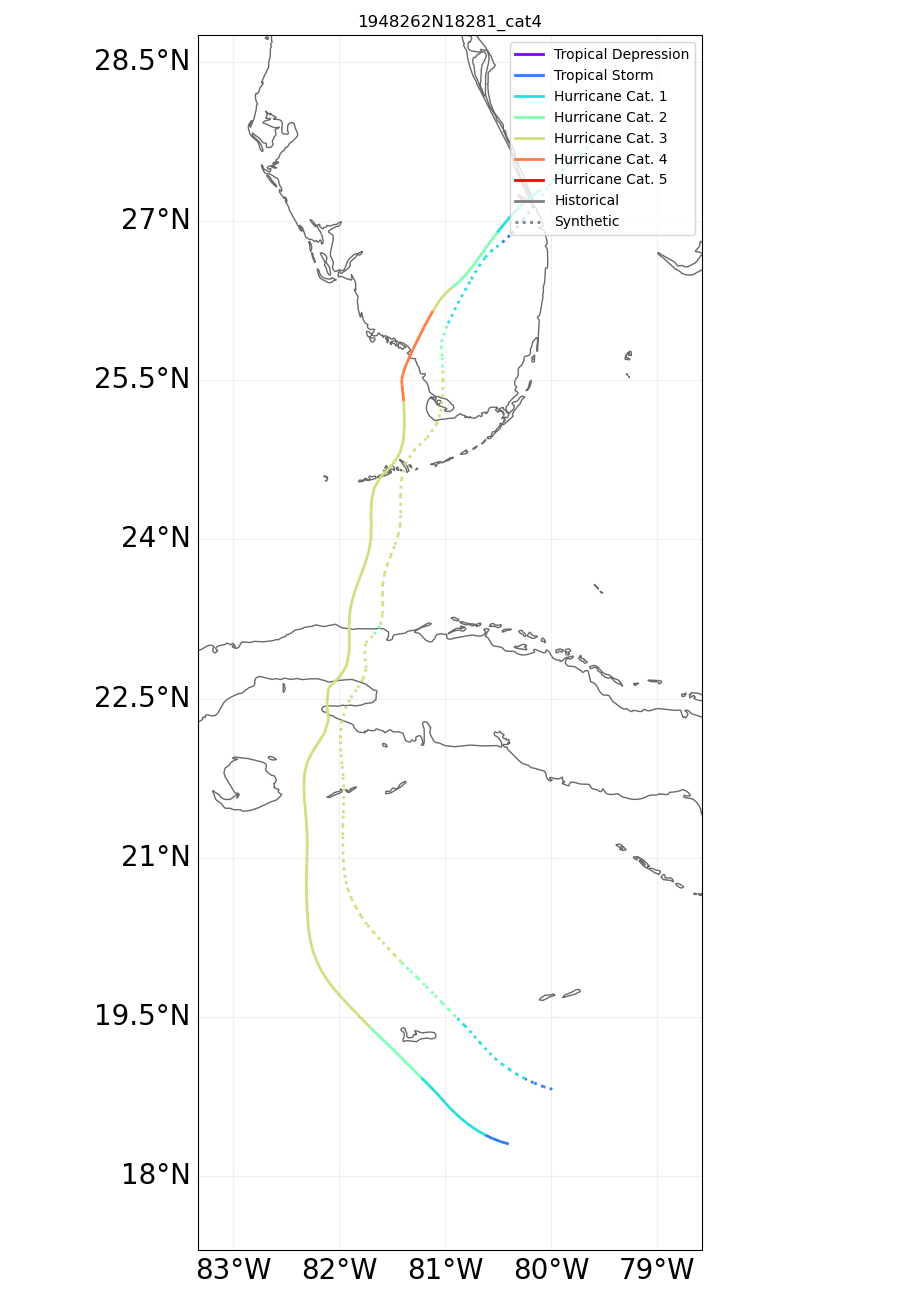 1948262N18281_cat4
28.5°N
27°N
25.5°N
24°N
22.5°N
21°N
19.5°N
18°N
Tropical Depression
Tropical Storm
Hurricane Cat. 1
Hurricane Cat. 2
Hurricane Cat. 3
Hurricane Cat. 4
Hurricane Cat. 5
Historical
Synthetic
83°W 82°W 81°W 80°W 79°W